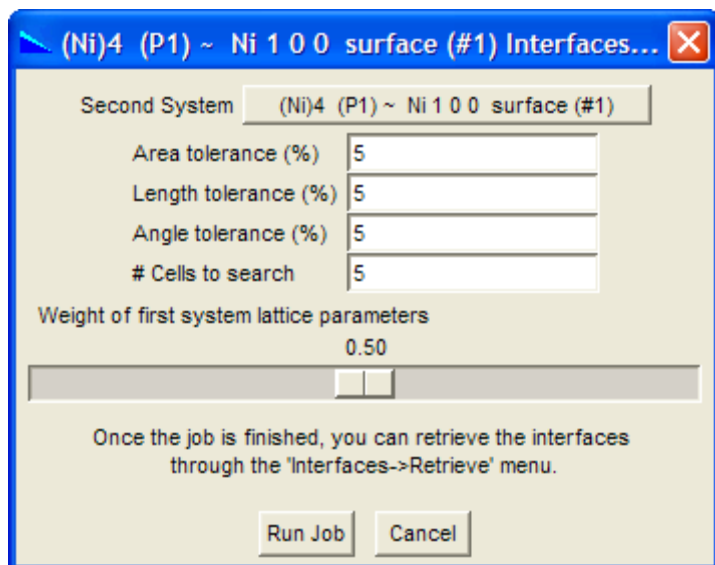 (Ni)4 (P1) ~ Ni 1 0 0 surface (#1) Interfaces...
Second System (Ni)4 (P1) ~ Ni 1 0 0 surface (#1)
Area tolerance (%) 5
Length tolerance (%) 5
Angle tolerance (%) 5
# Cells to search 5
Weight of first system lattice parameters
0.50
Once the job is finished, you can retrieve the interfaces
through the 'Interfaces->Retrieve' menu.
Run Job Cancel